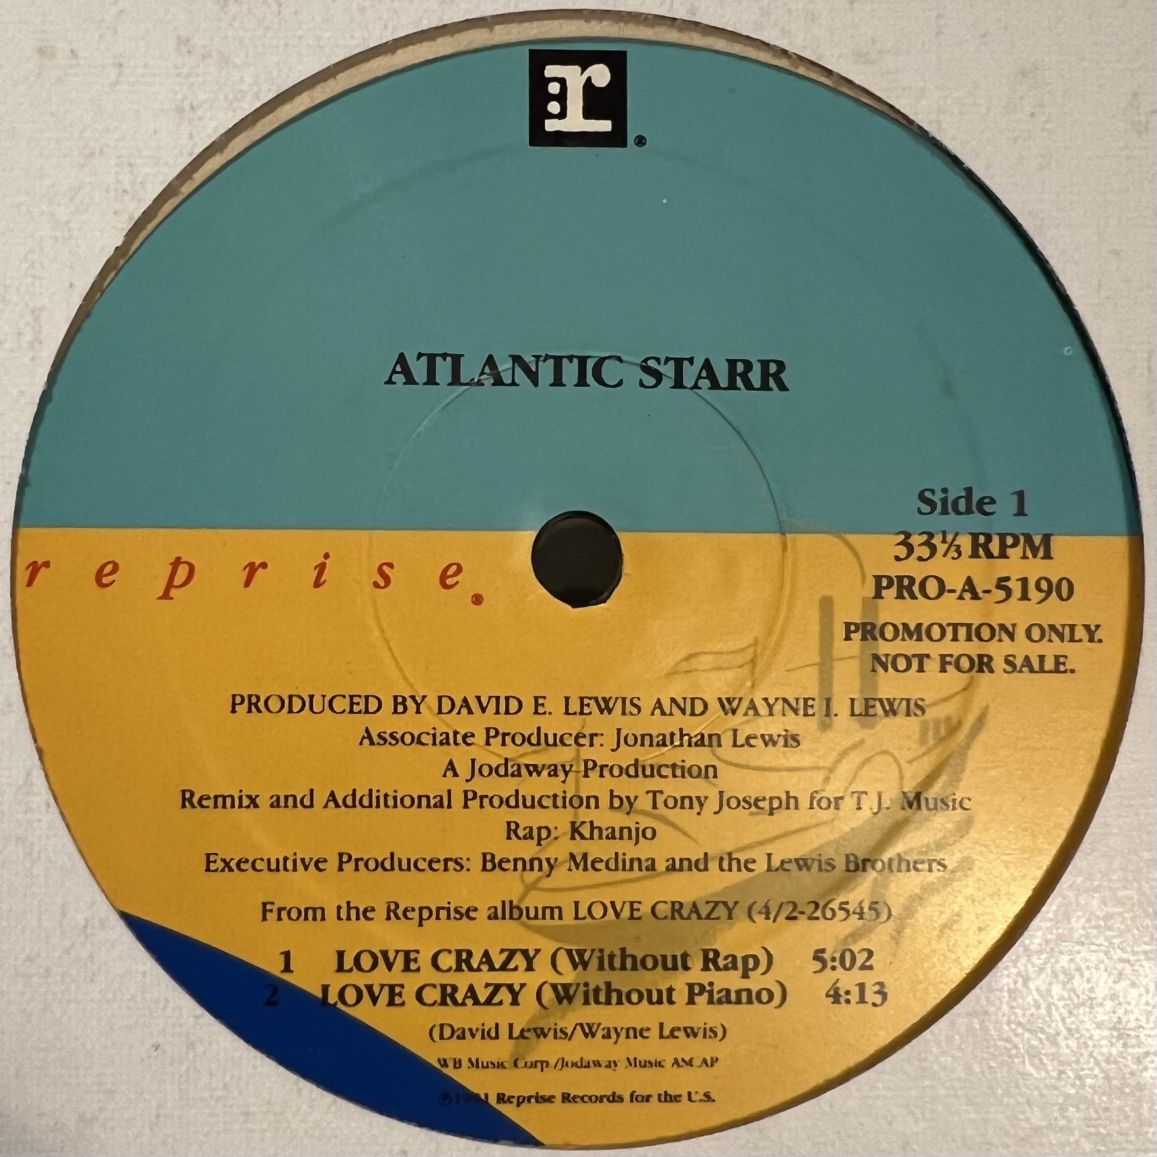 r
®
ATLANTIC STARR
Side 1
33⅓ RPM
PRO-A-5190
PROMOTION ONLY.
NOT FOR SALE.
reprise®
PRODUCED BY DAVID E. LEWIS AND WAYNE I. LEWIS
Associate Producer: Jonathan Lewis
A Jodaway Production
Remix and Additional Production by Tony Joseph for T.J. Music
Rap: Khanjo
Executive Producers: Benny Medina and the Lewis Brothers
From the Reprise album LOVE CRAZY (4/2-26545)
1 LOVE CRAZY (Without Rap) 5:02
2 LOVE CRAZY (Without Piano) 4:13
(David Lewis/Wayne Lewis)
WB Music Corp./Jodaway Music ASCAP
℗1991 Reprise Records for the U.S.